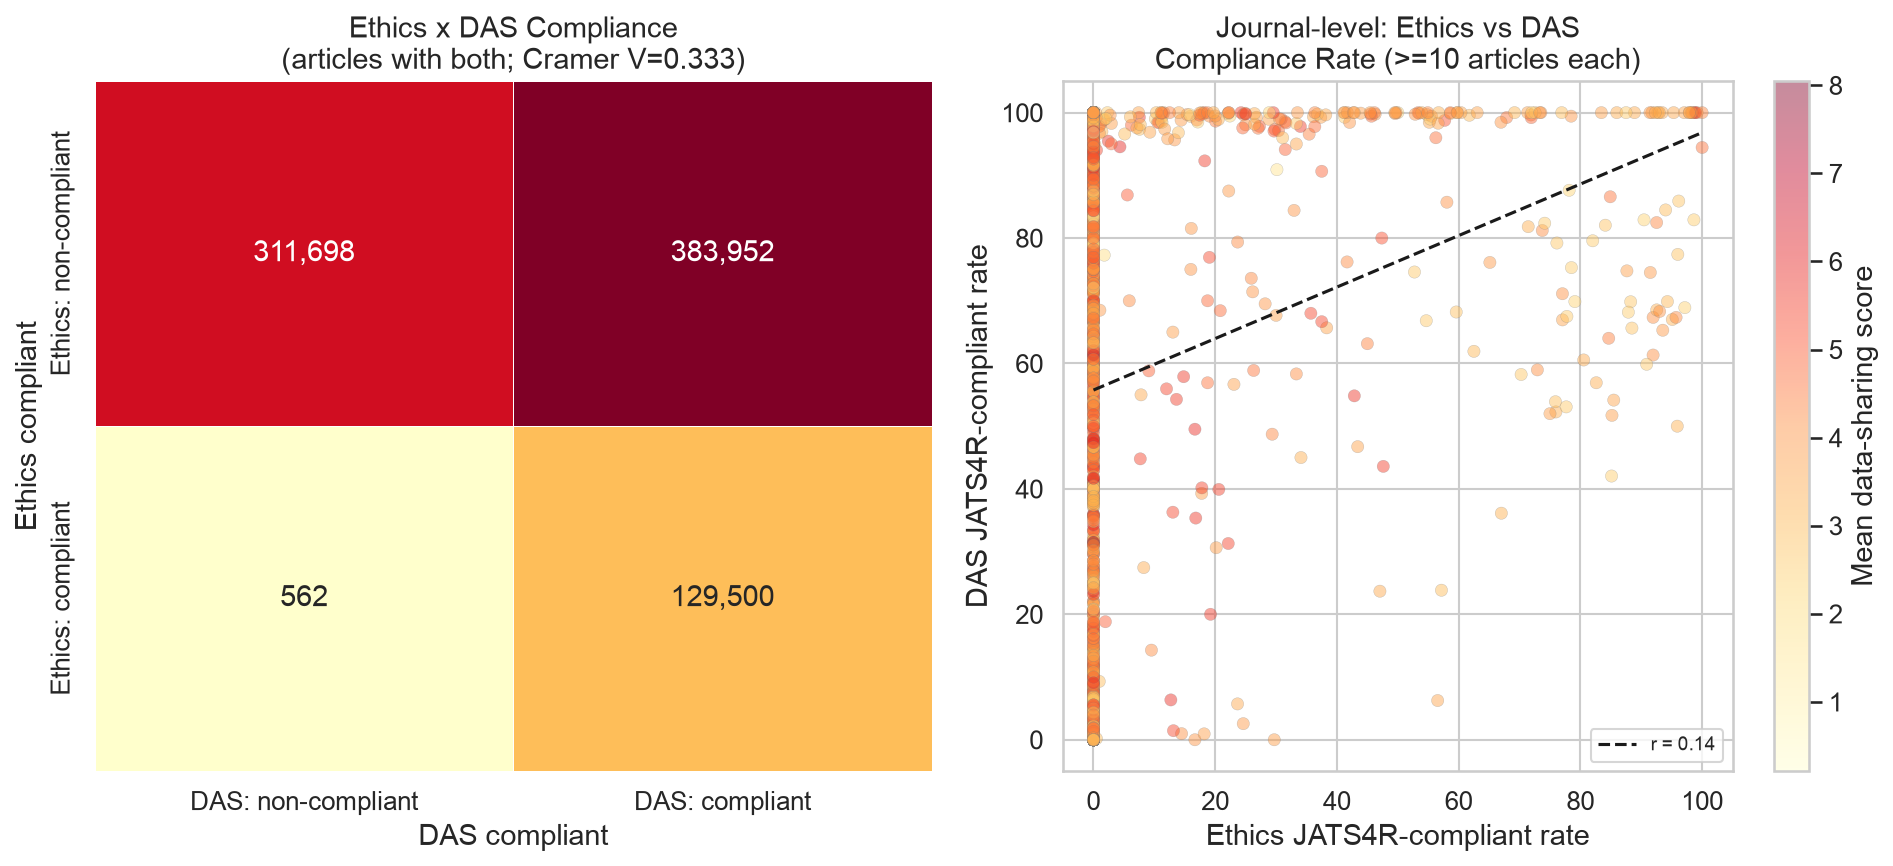 Ethics x DAS Compliance
(articles with both; Cramer V=0.333)
Ethics compliant
Ethics: non-compliant
Ethics: compliant
311,698
383,952
562
129,500
DAS: non-compliant
DAS: compliant
DAS compliant
Journal-level: Ethics vs DAS
Compliance Rate (>=10 articles each)
DAS JATS4R-compliant rate
100
80
60
40
20
0
0
20
40
60
80
100
Ethics JATS4R-compliant rate
r = 0.14
8
7
6
5
4
3
2
1
Mean data-sharing score